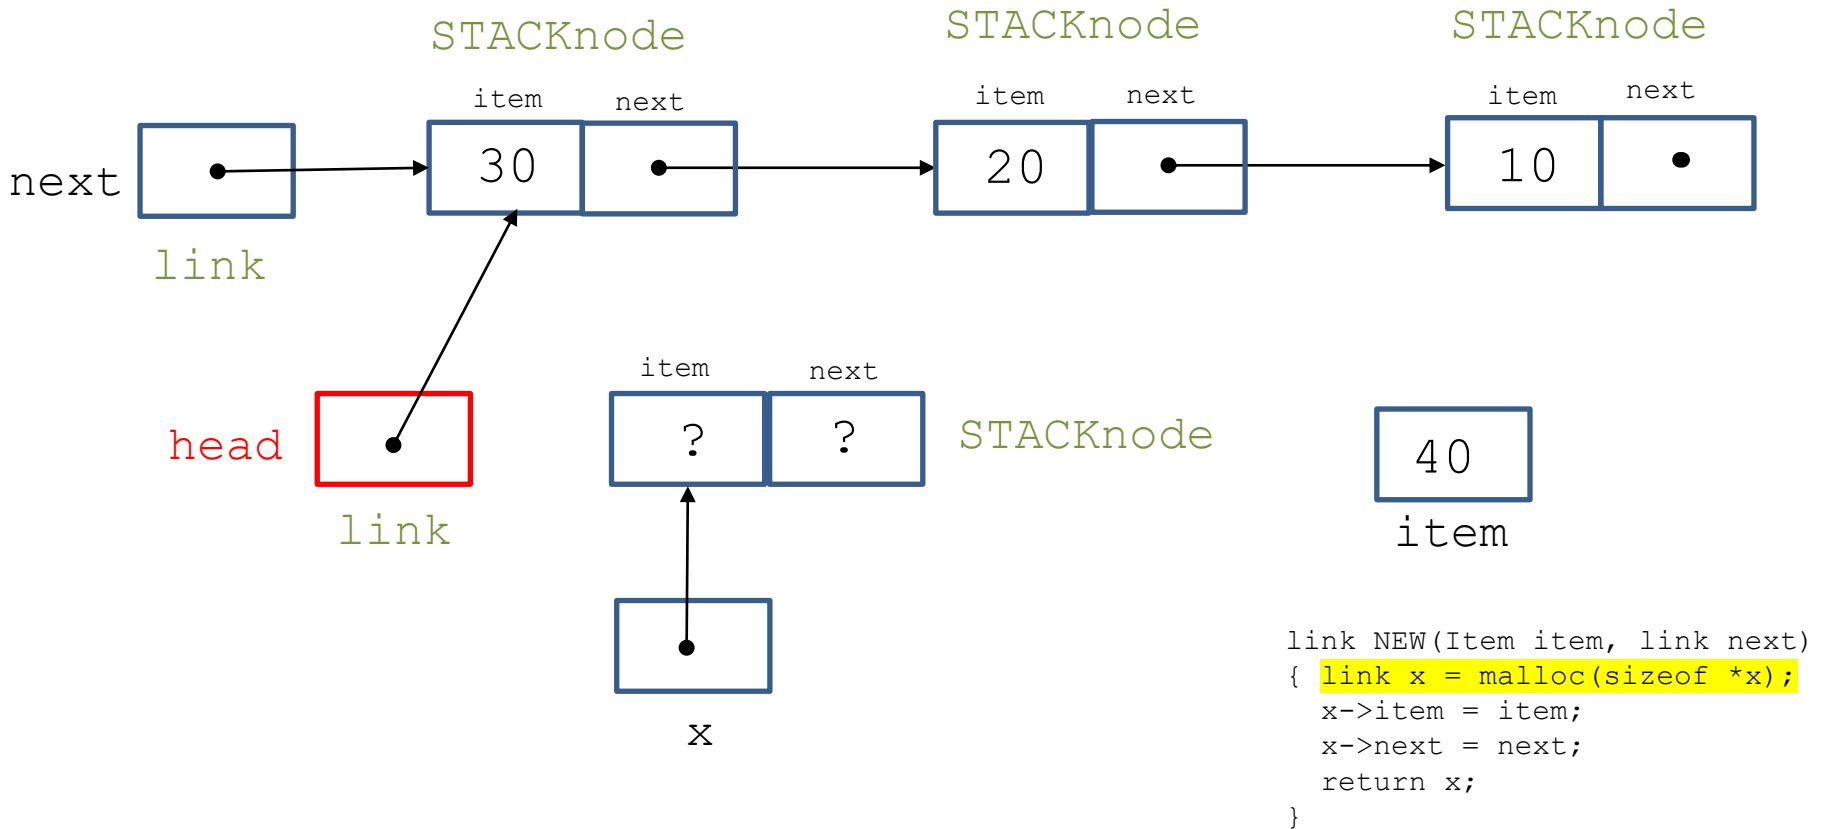 STACKnode
STACKnode
STACKnode
item next
item next
item next
next
30
20
10
link
item next
head
? ?
STACKnode
40
link
item
x
link NEW(Item item, link next)
{ link x = malloc(sizeof *x);
x->item = item;
x->next = next;
return x;
}